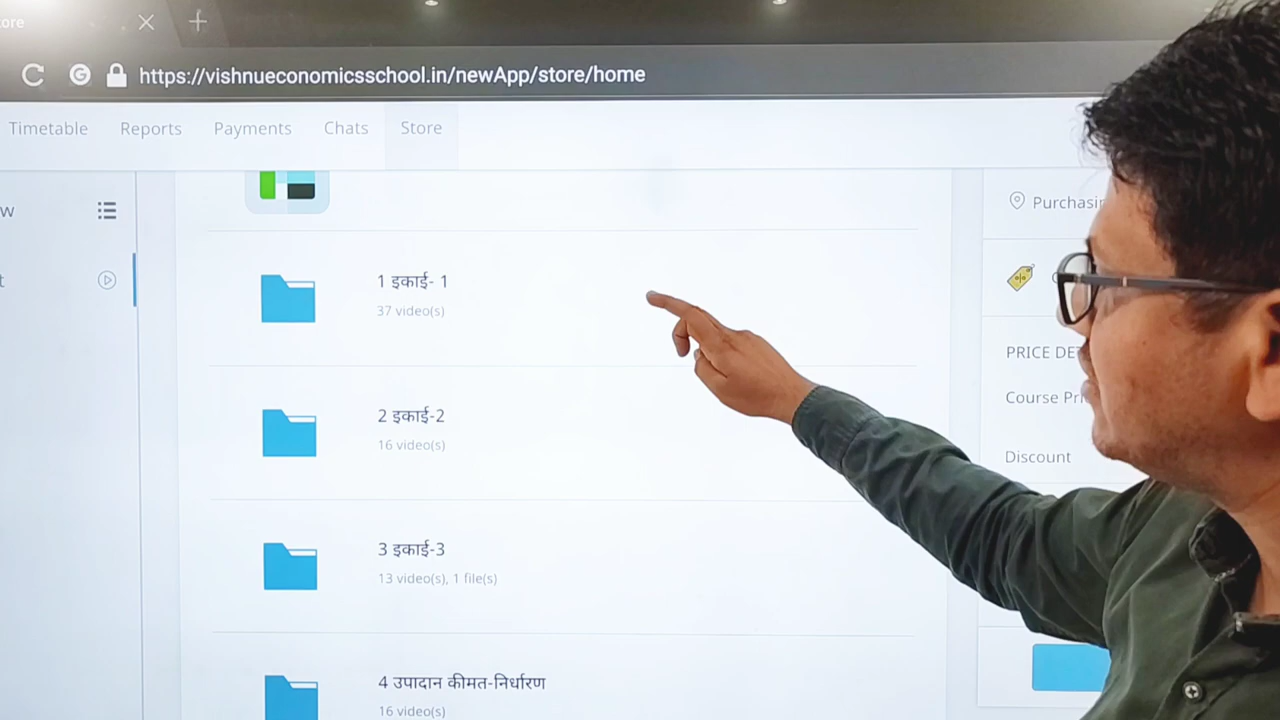 ore
https://vishnueconomicsschool.in/newApp/store/home
Timetable Reports Payments Chats Store
w
t
1 इकाई- 1
37 video(s)
2 इकाई-2
16 video(s)
3 इकाई-3
13 video(s), 1 file(s)
4 उपादान कीमत-निर्धारण
16 video(s)
Purchasin
PRICE DE
Course Pri
Discount